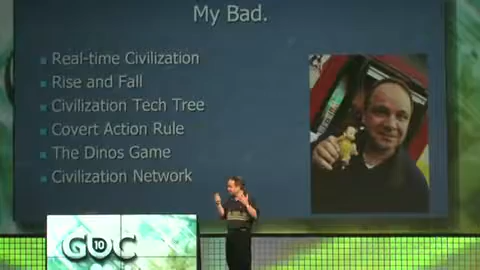 My Bad.
Real-time Civilization
Rise and Fall
Civilization Tech Tree
Covert Action Rule
The Dinos Game
Civilization Network
GDC 10